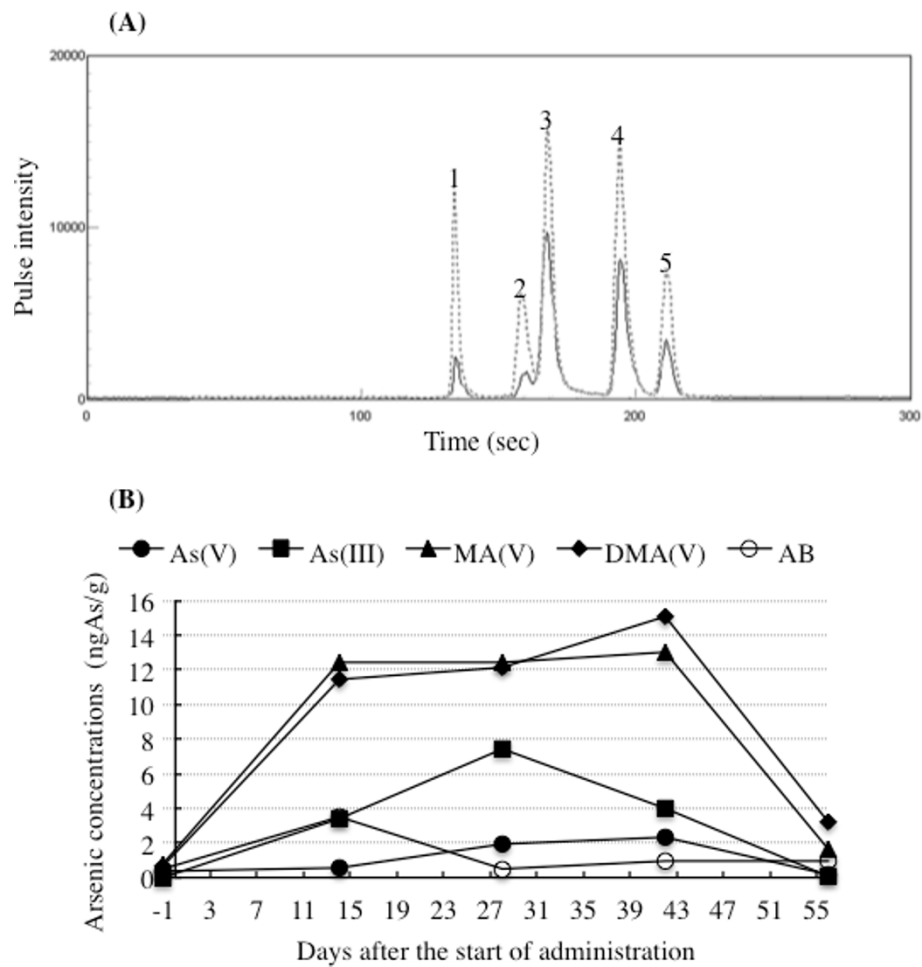 (A)
20000
10000
0
Pulse intensity
1
2
3
4
5
0 100 200 300
Time (sec)
(B)
As(V) As(III) MA(V) DMA(V) AB
Arsenic concentrations (ngAs/g)
16
14
12
10
8
6
4
2
0
-1 3 7 11 15 19 23 27 31 35 39 43 47 51 55
Days after the start of administration